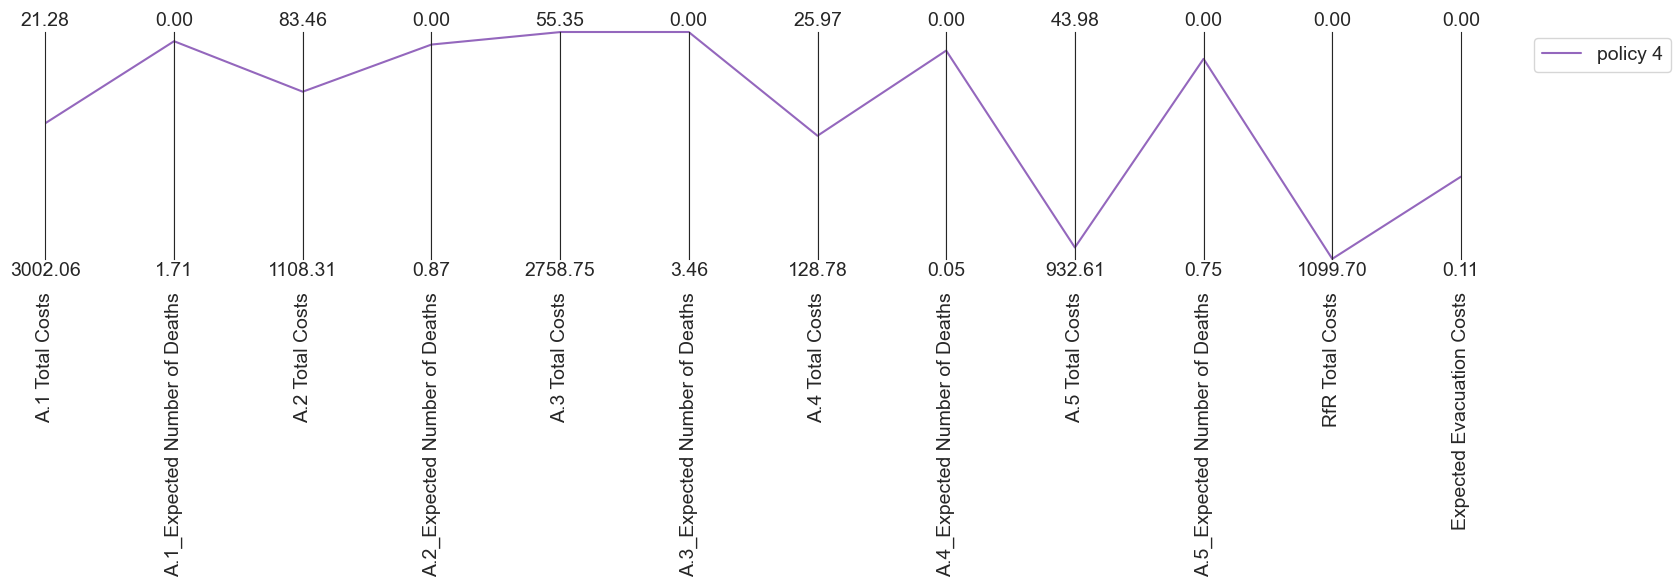 21.28 0.00 83.46 0.00 55.35 0.00 25.97 0.00 43.98 0.00 0.00 0.00
policy 4
3002.06 1.71 1108.31 0.87 2758.75 3.46 128.78 0.05 932.61 0.75 1099.70 0.11
A.1 Total Costs
A.1_Expected Number of Deaths
A.2 Total Costs
A.2_Expected Number of Deaths
A.3 Total Costs
A.3_Expected Number of Deaths
A.4 Total Costs
A.4_Expected Number of Deaths
A.5 Total Costs
A.5_Expected Number of Deaths
RfR Total Costs
Expected Evacuation Costs